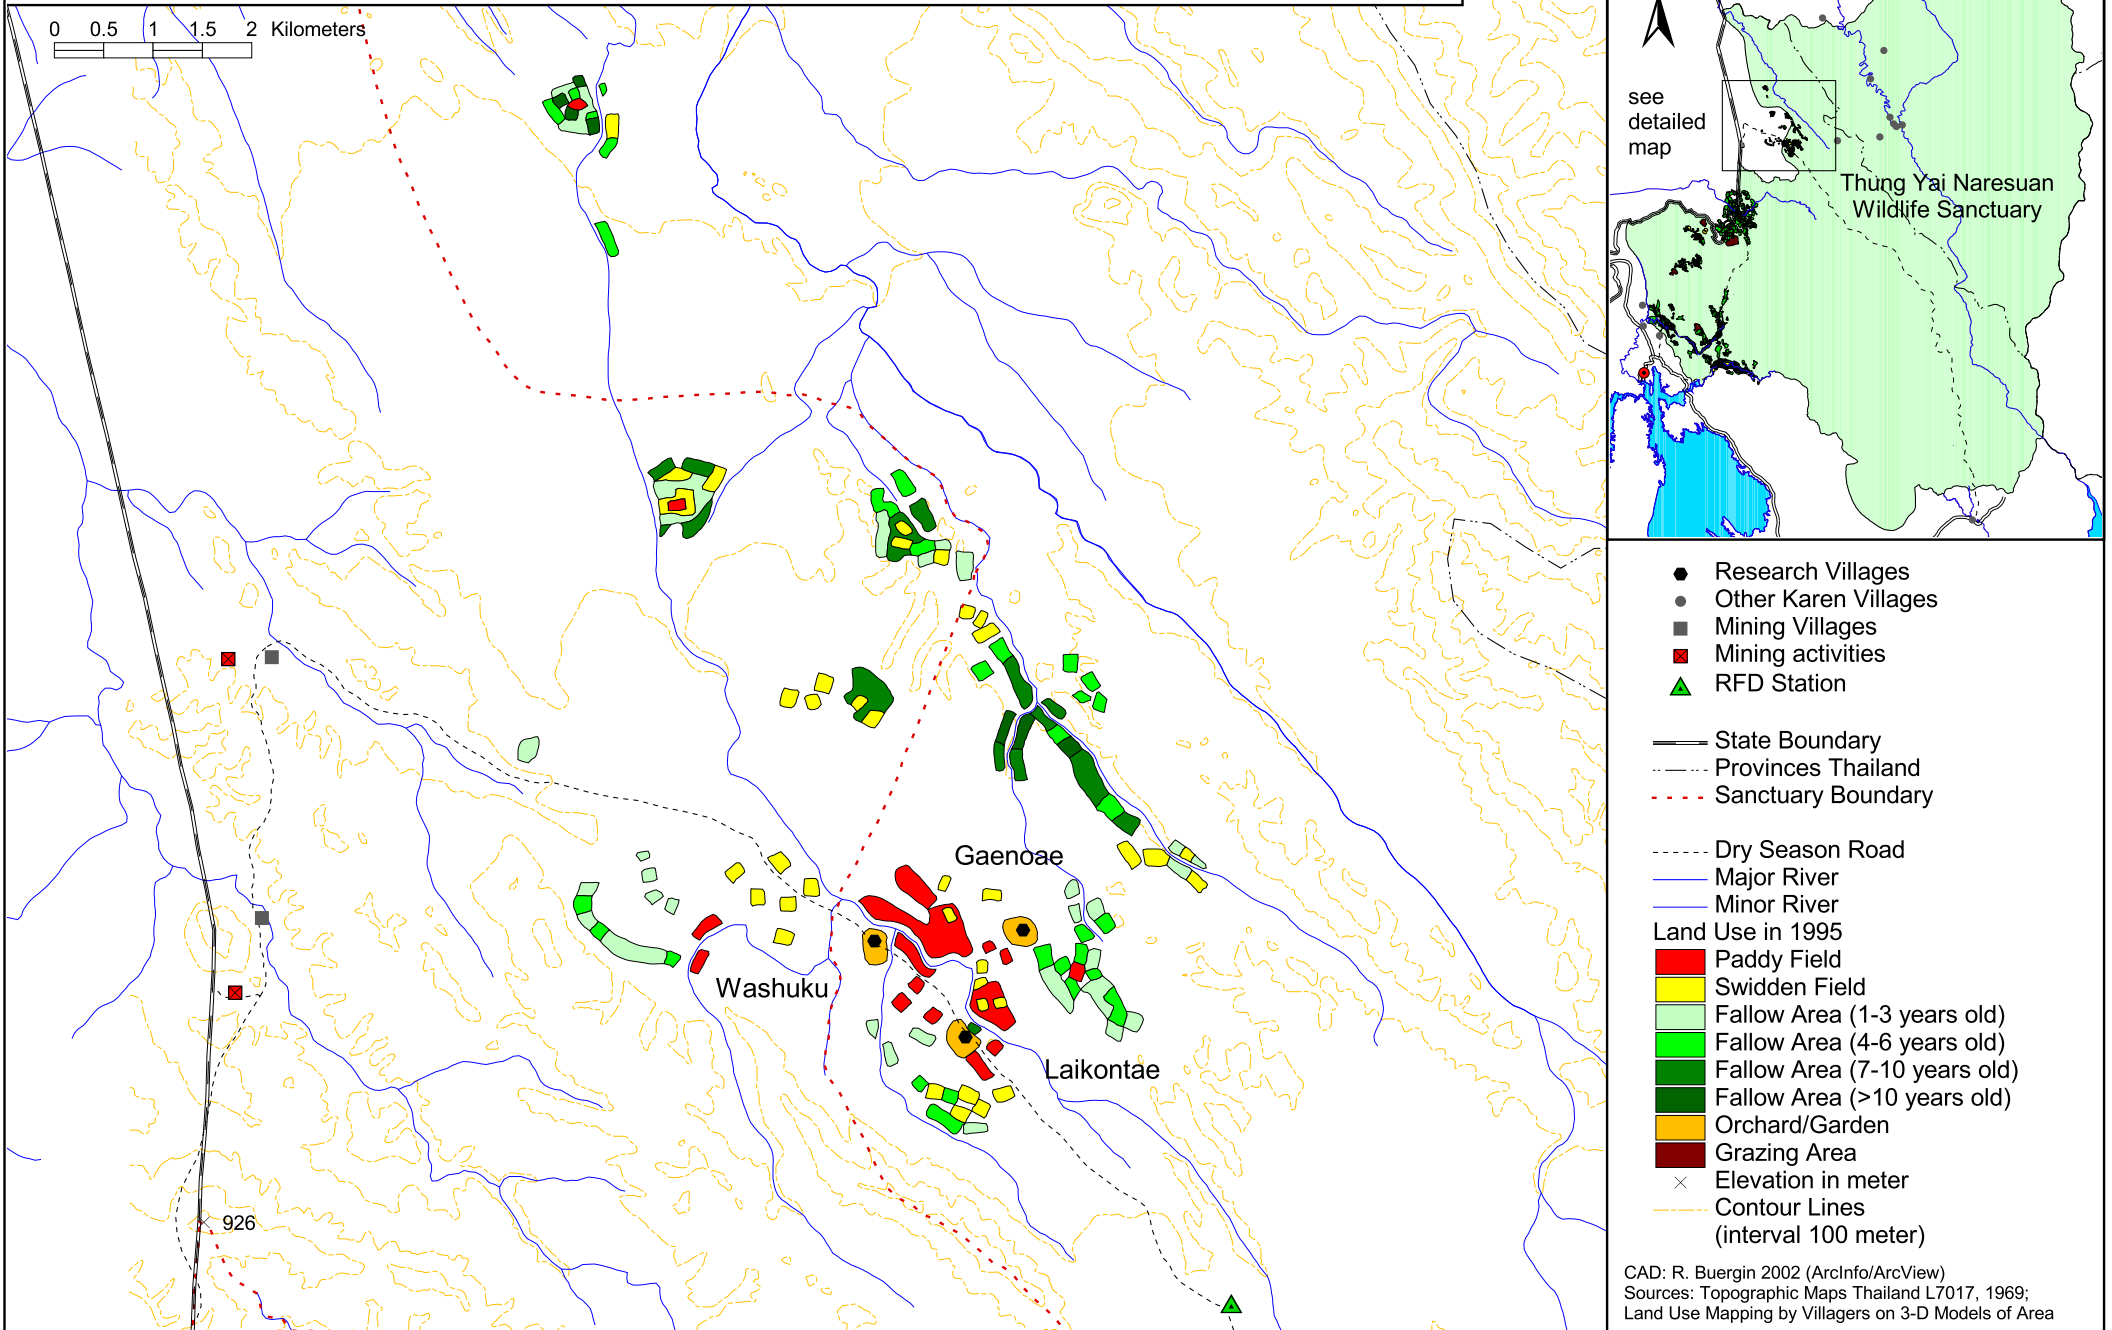 0 0.5 1 1.5 2 Kilometers
Gaenoae
Washuku
Laikontae
926
see
detailed
map
Thung Yai Naresuan
Wildlife Sanctuary
Research Villages
Other Karen Villages
Mining Villages
Mining activities
RFD Station
State Boundary
Provinces Thailand
Sanctuary Boundary
Dry Season Road
Major River
Minor River
Land Use in 1995
Paddy Field
Swidden Field
Fallow Area (1-3 years old)
Fallow Area (4-6 years old)
Fallow Area (7-10 years old)
Fallow Area (>10 years old)
Orchard/Garden
Grazing Area
Elevation in meter
Contour Lines
(interval 100 meter)
CAD: R. Buergin 2002 (ArcInfo/ArcView)
Sources: Topographic Maps Thailand L7017, 1969;
Land Use Mapping by Villagers on 3-D Models of Area